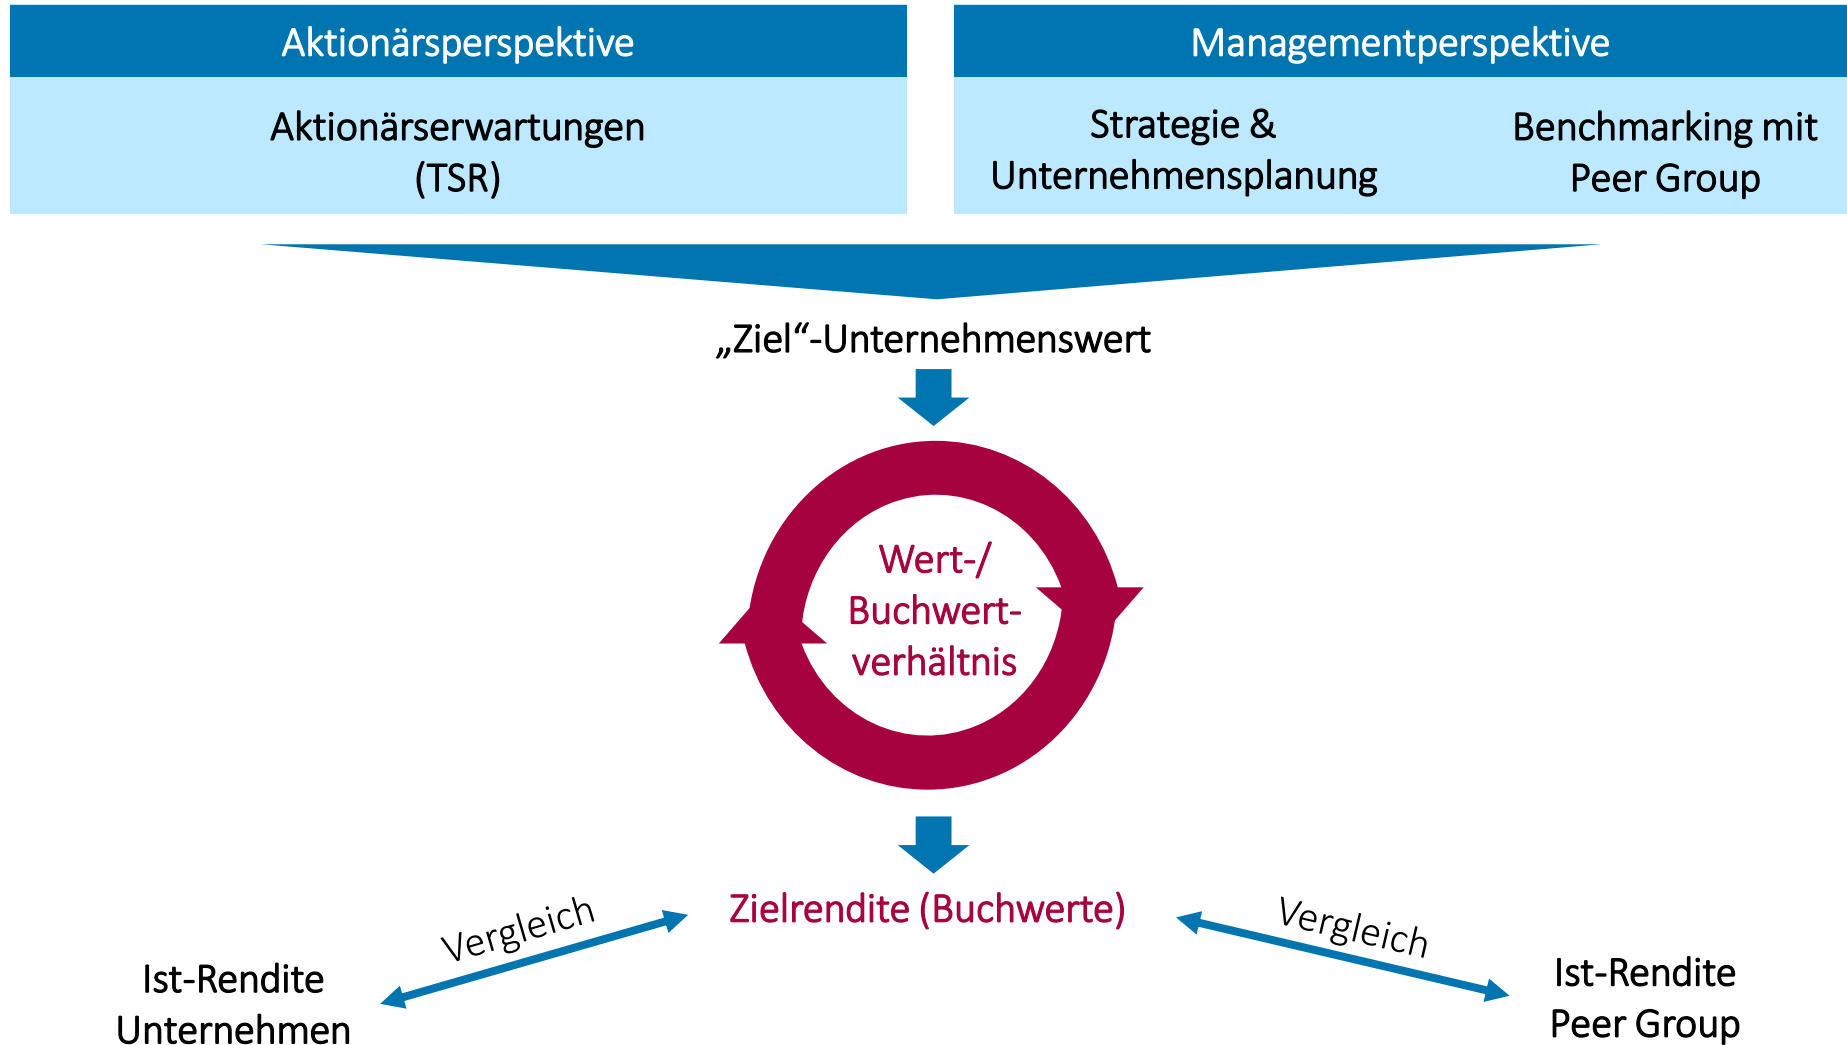 Aktionärsperspektive
Aktionärserwartungen
(TSR)
Managementperspektive
Strategie &
Unternehmensplanung
Benchmarking mit
Peer Group
„Ziel“-Unternehmenswert
Wert-/
Buchwert-
verhältnis
Zielrendite (Buchwerte)
Vergleich
Ist-Rendite
Unternehmen
Vergleich
Ist-Rendite
Peer Group